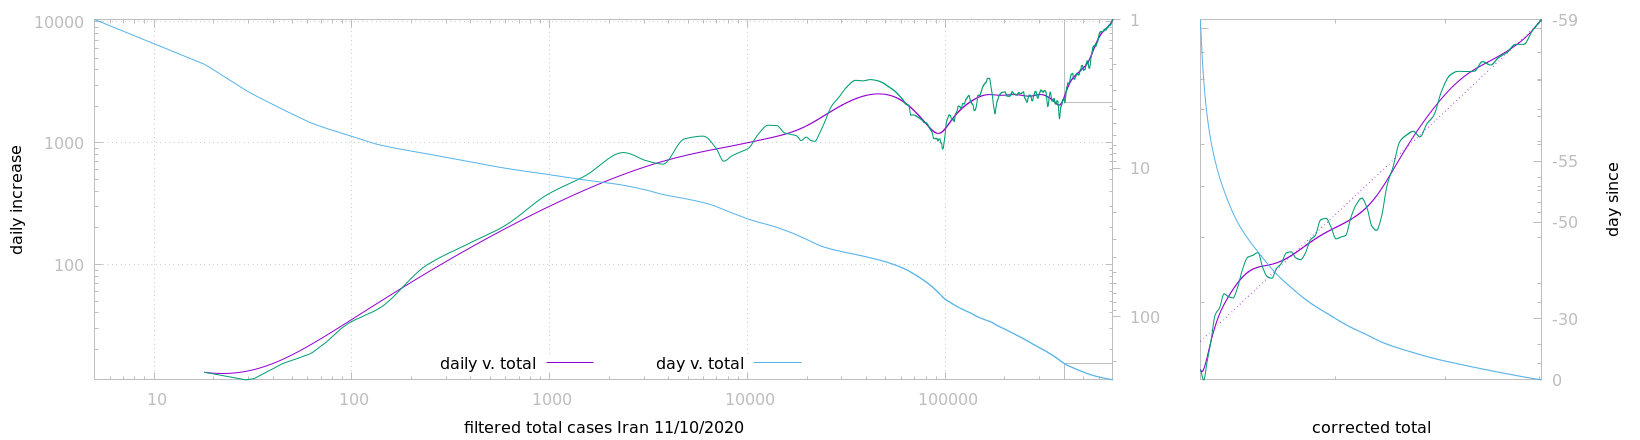 10000
1000
100
daily increase
10
100
1000
10000
100000
filtered total cases Iran 11/10/2020
daily v. total
day v. total
1
10
100
-59
-55
-50
-30
0
day since
corrected total